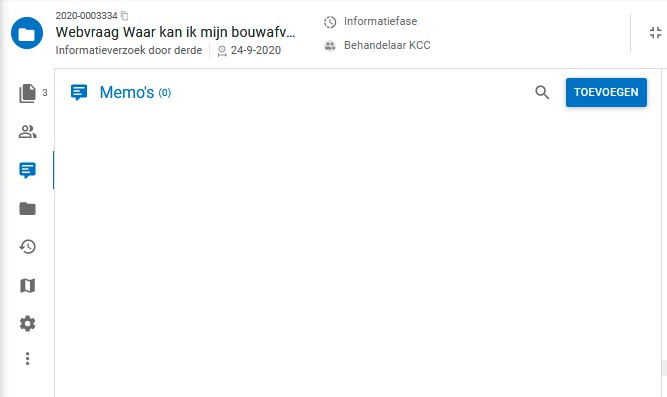 2020-0003334
Webvraag Waar kan ik mijn bouwafv…
Informatieverzoek door derde 24-9-2020
Informatiefase
Behandelaar KCC
3
Memo's (0)
TOEVOEGEN